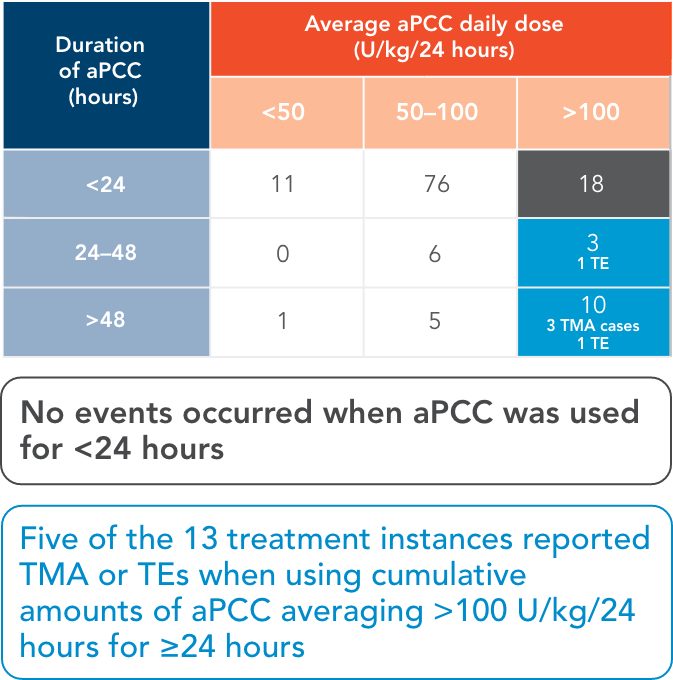 Duration
of aPCC
(hours)
Average aPCC daily dose
(U/kg/24 hours)
<50
50–100
>100
<24
11
76
18
24–48
0
6
3
1 TE
>48
1
5
10
3 TMA cases
1 TE
No events occurred when aPCC was used
for <24 hours
Five of the 13 treatment instances reported
TMA or TEs when using cumulative
amounts of aPCC averaging >100 U/kg/24
hours for ≥24 hours